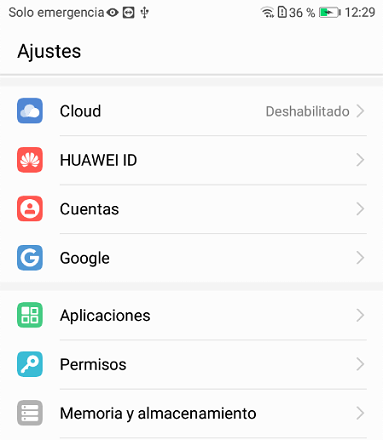 Solo emergencia 36 % 12:29
Ajustes
Cloud Deshabilitado
HUAWEI ID
Cuentas
Google
Aplicaciones
Permisos
Memoria y almacenamiento